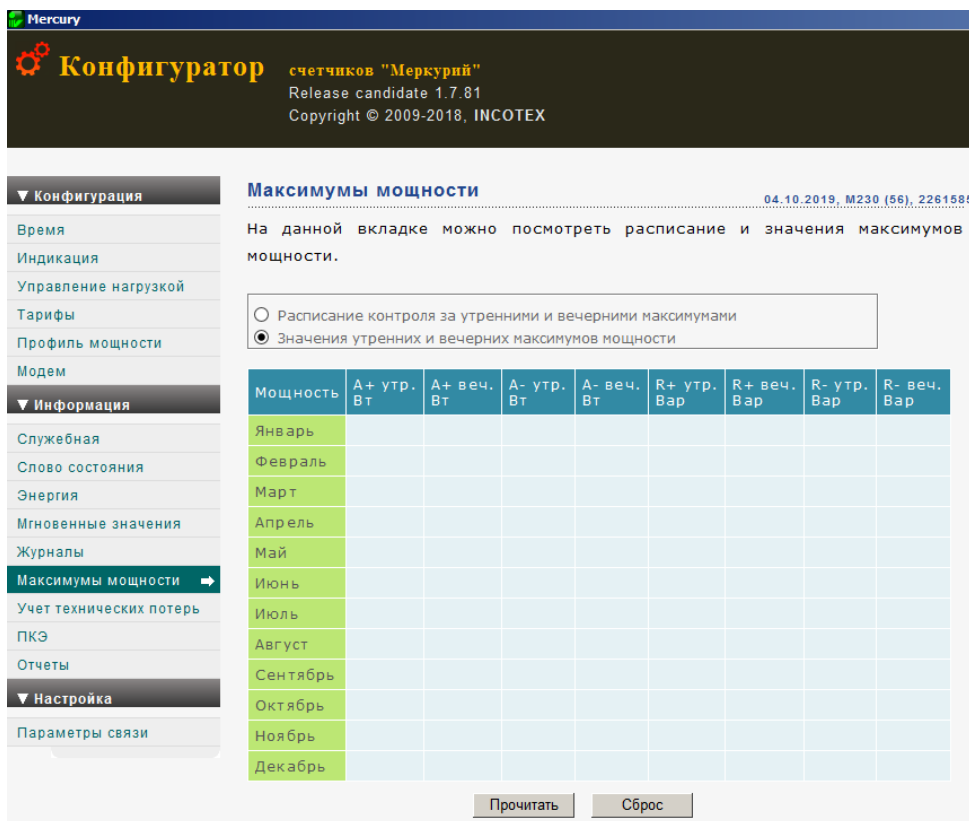 Mercury
Конфигуратор
счетчиков "Меркурий"
Release candidate 1.7.81
Copyright © 2009-2018, INCOTEX
▼ Конфигурация
Время
Индикация
Управление нагрузкой
Тарифы
Профиль мощности
Модем
▼ Информация
Служебная
Слово состояния
Энергия
Мгновенные значения
Журналы
Максимумы мощности
Учет технических потерь
ПКЭ
Отчеты
▼ Настройка
Параметры связи
Максимумы мощности
04.10.2019, М230 (56), 2261585
На данной вкладке можно посмотреть расписание и значения максимумов
мощности.
Расписание контроля за утренними и вечерними максимумами
Значения утренних и вечерних максимумов мощности
Мощность A+ утр. Вт A+ веч. Вт A- утр. Вт A- веч. Вт R+ утр. Вар R+ веч. Вар R- утр. Вар R- веч. Вар
Январь
Февраль
Март
Апрель
Май
Июнь
Июль
Август
Сентябрь
Октябрь
Ноябрь
Декабрь
Прочитать Сброс